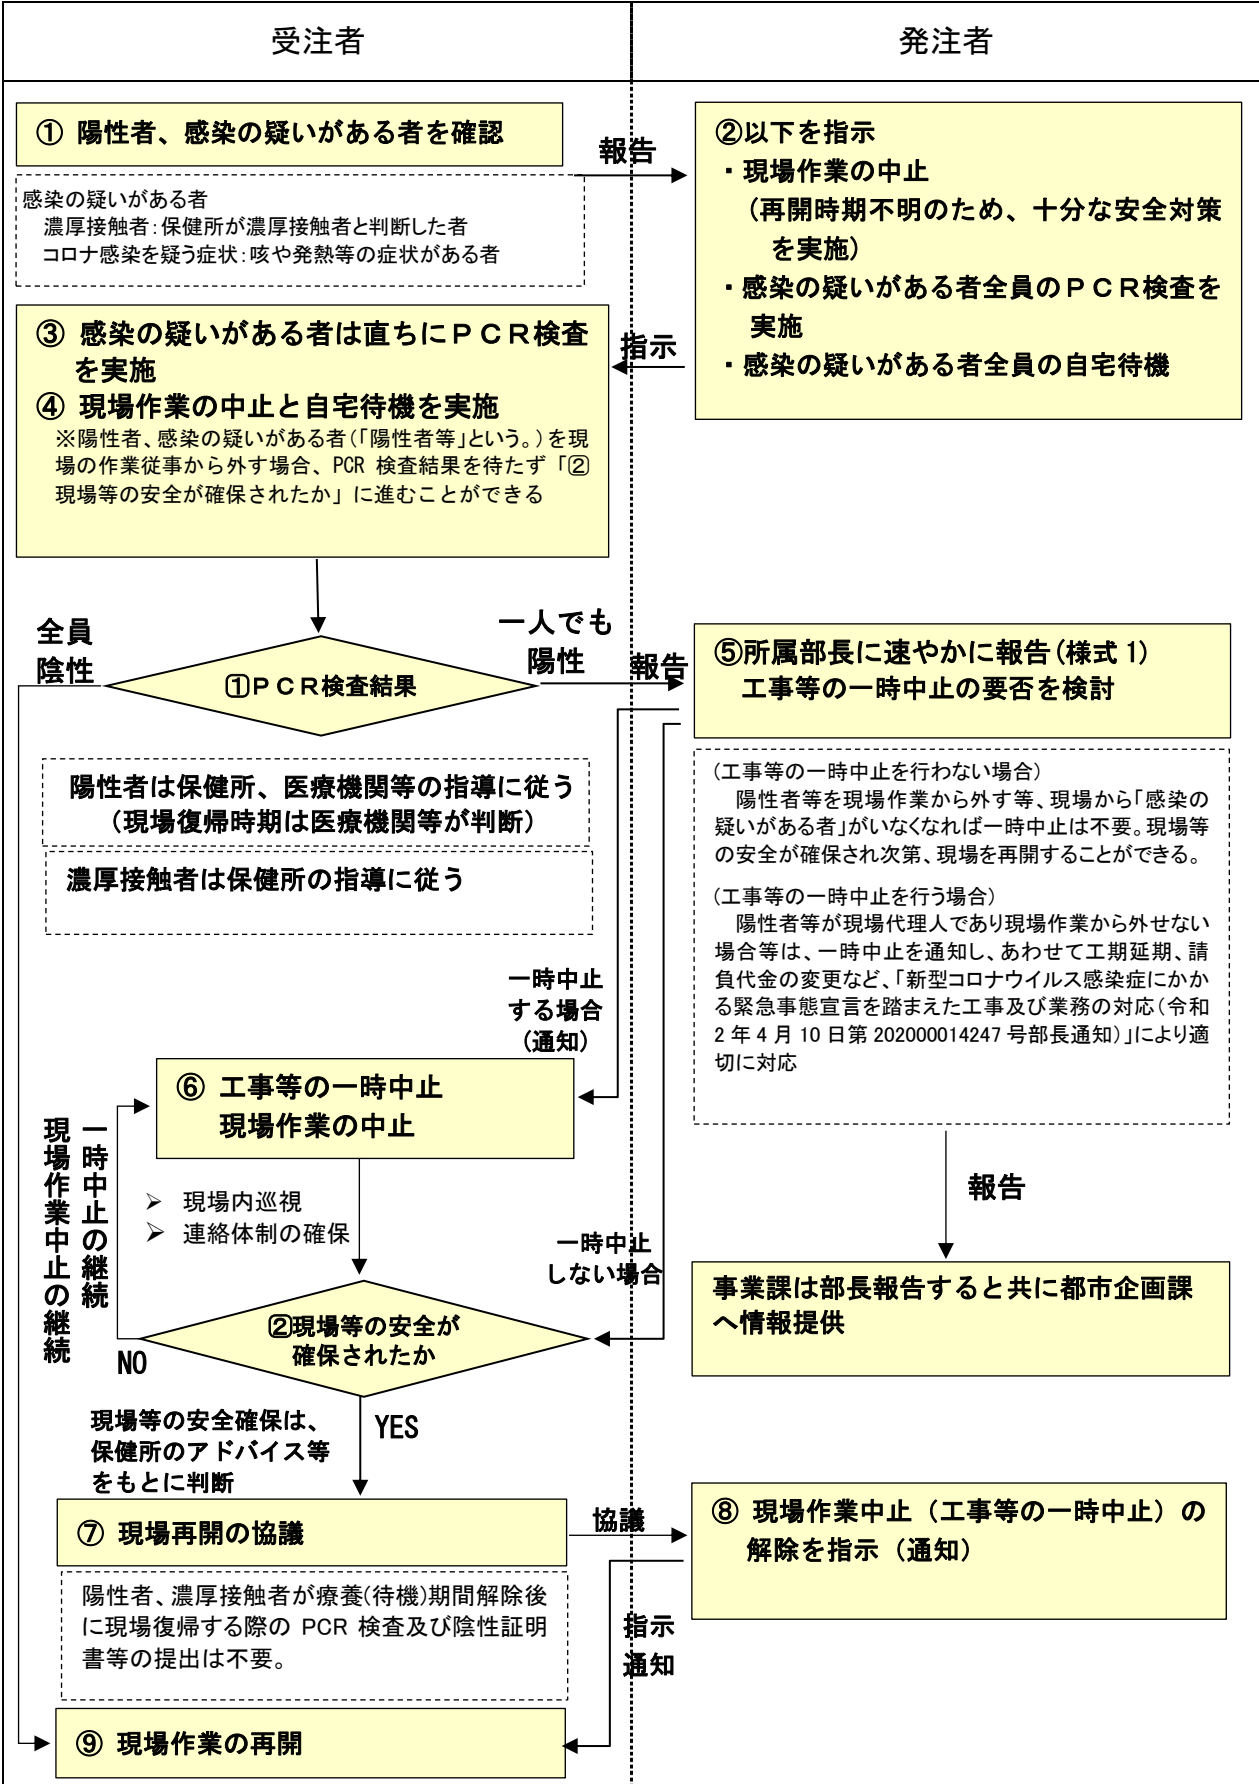 受注者
発注者
① 陽性者、感染の疑いがある者を確認
報告
感染の疑いがある者
濃厚接触者：保健所が濃厚接触者と判断した者
コロナ感染を疑う症状：咳や発熱等の症状がある者
②以下を指示
・現場作業の中止
（再開時期不明のため、十分な安全対策
を実施）
・感染の疑いがある者全員のＰＣＲ検査を
実施
・感染の疑いがある者全員の自宅待機
指示
③ 感染の疑いがある者は直ちにＰＣＲ検査
を実施
④ 現場作業の中止と自宅待機を実施
※陽性者、感染の疑いがある者（「陽性者等」という。）を現
場の作業従事から外す場合、PCR 検査結果を待たず「②
現場等の安全が確保されたか」に進むことができる
全員
陰性
①ＰＣＲ検査結果
一人でも
陽性
報告
⑤所属部長に速やかに報告（様式 1）
工事等の一時中止の要否を検討
陽性者は保健所、医療機関等の指導に従う
（現場復帰時期は医療機関等が判断）
濃厚接触者は保健所の指導に従う
（工事等の一時中止を行わない場合）
陽性者等を現場作業から外す等、現場から「感染の
疑いがある者」がいなくなれば一時中止は不要。現場等
の安全が確保され次第、現場を再開することができる。
（工事等の一時中止を行う場合）
陽性者等が現場代理人であり現場作業から外せない
場合等は、一時中止を通知し、あわせて工期延期、請
負代金の変更など、「新型コロナウイルス感染症にかか
る緊急事態宣言を踏まえた工事及び業務の対応（令和
2 年 4 月 10 日第 202000014247 号部長通知）」により適
切に対応
一時中止
する場合
（通知）
⑥ 工事等の一時中止
現場作業の中止
一時中止の継続
現場作業中止の継続
➢ 現場内巡視
➢ 連絡体制の確保
一時中止
しない場合
報告
事業課は部長報告すると共に都市企画課
へ情報提供
②現場等の安全が
確保されたか
NO
YES
現場等の安全確保は、
保健所のアドバイス等
をもとに判断
⑦ 現場再開の協議
協議
⑧ 現場作業中止（工事等の一時中止）の
解除を指示（通知）
陽性者、濃厚接触者が療養(待機)期間解除後
に現場復帰する際の PCR 検査及び陰性証明
書等の提出は不要。
指示
通知
⑨ 現場作業の再開